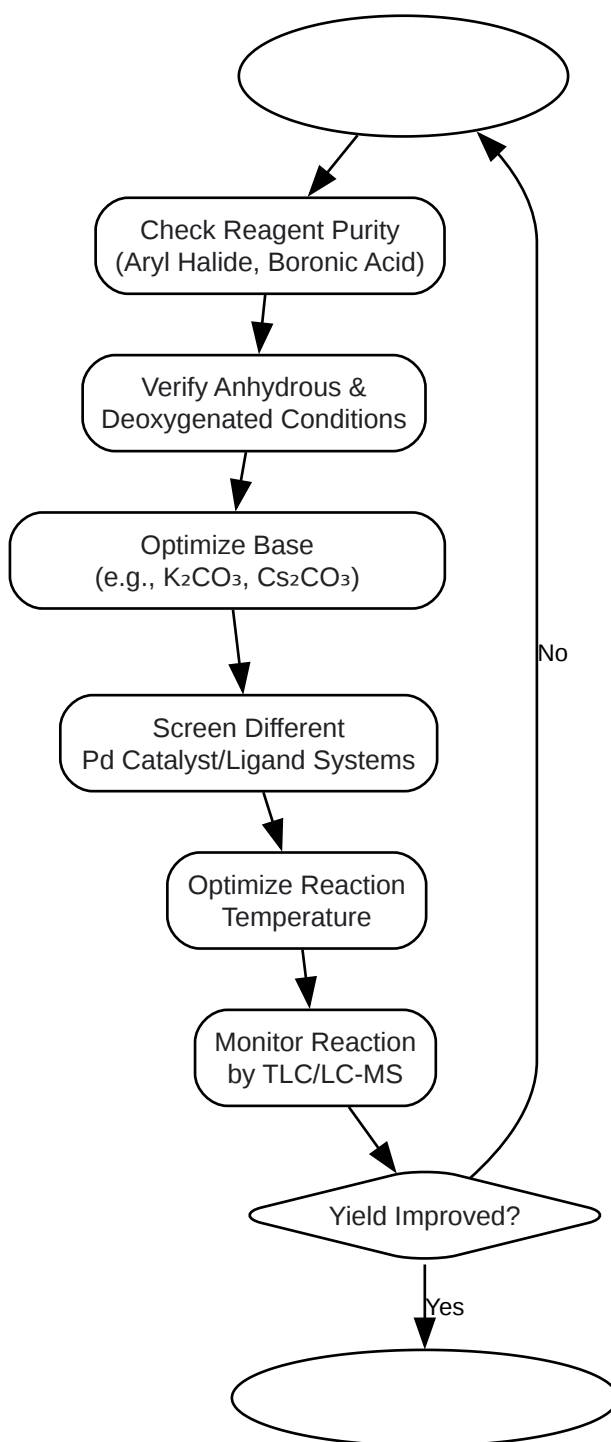 Check Reagent Purity
(Aryl Halide, Boronic Acid)
Verify Anhydrous &
Deoxygenated Conditions
Optimize Base
(e.g., K₂CO₃, Cs₂CO₃)
No
Screen Different
Pd Catalyst/Ligand Systems
Optimize Reaction
Temperature
Monitor Reaction
by TLC/LC-MS
Yield Improved?
Yes